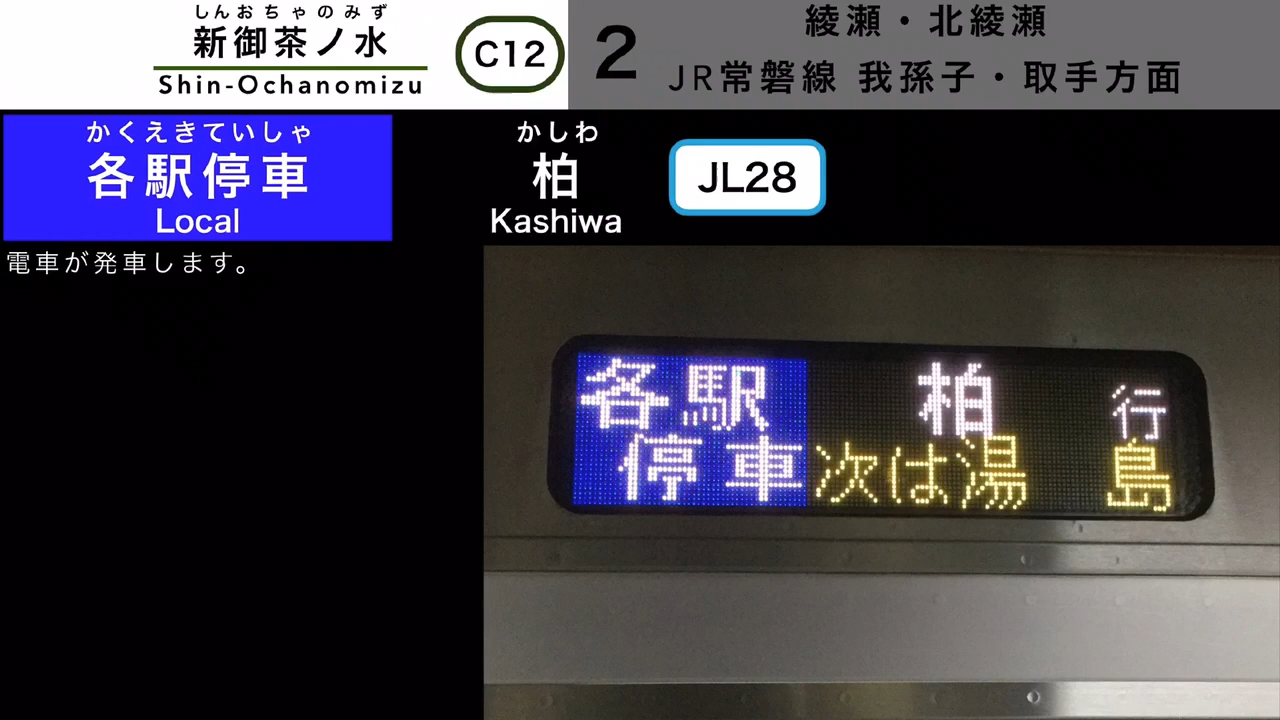 しんおちゃのみず
新御茶ノ水
Shin-Ochanomizu
C12
2
綾瀬・北綾瀬
JR常磐線 我孫子・取手方面
かくえきていしゃ
各駅停車
Local
かしわ
柏
Kashiwa
JL28
電車が発車します。
各駅
停車
柏 行
次は湯 島